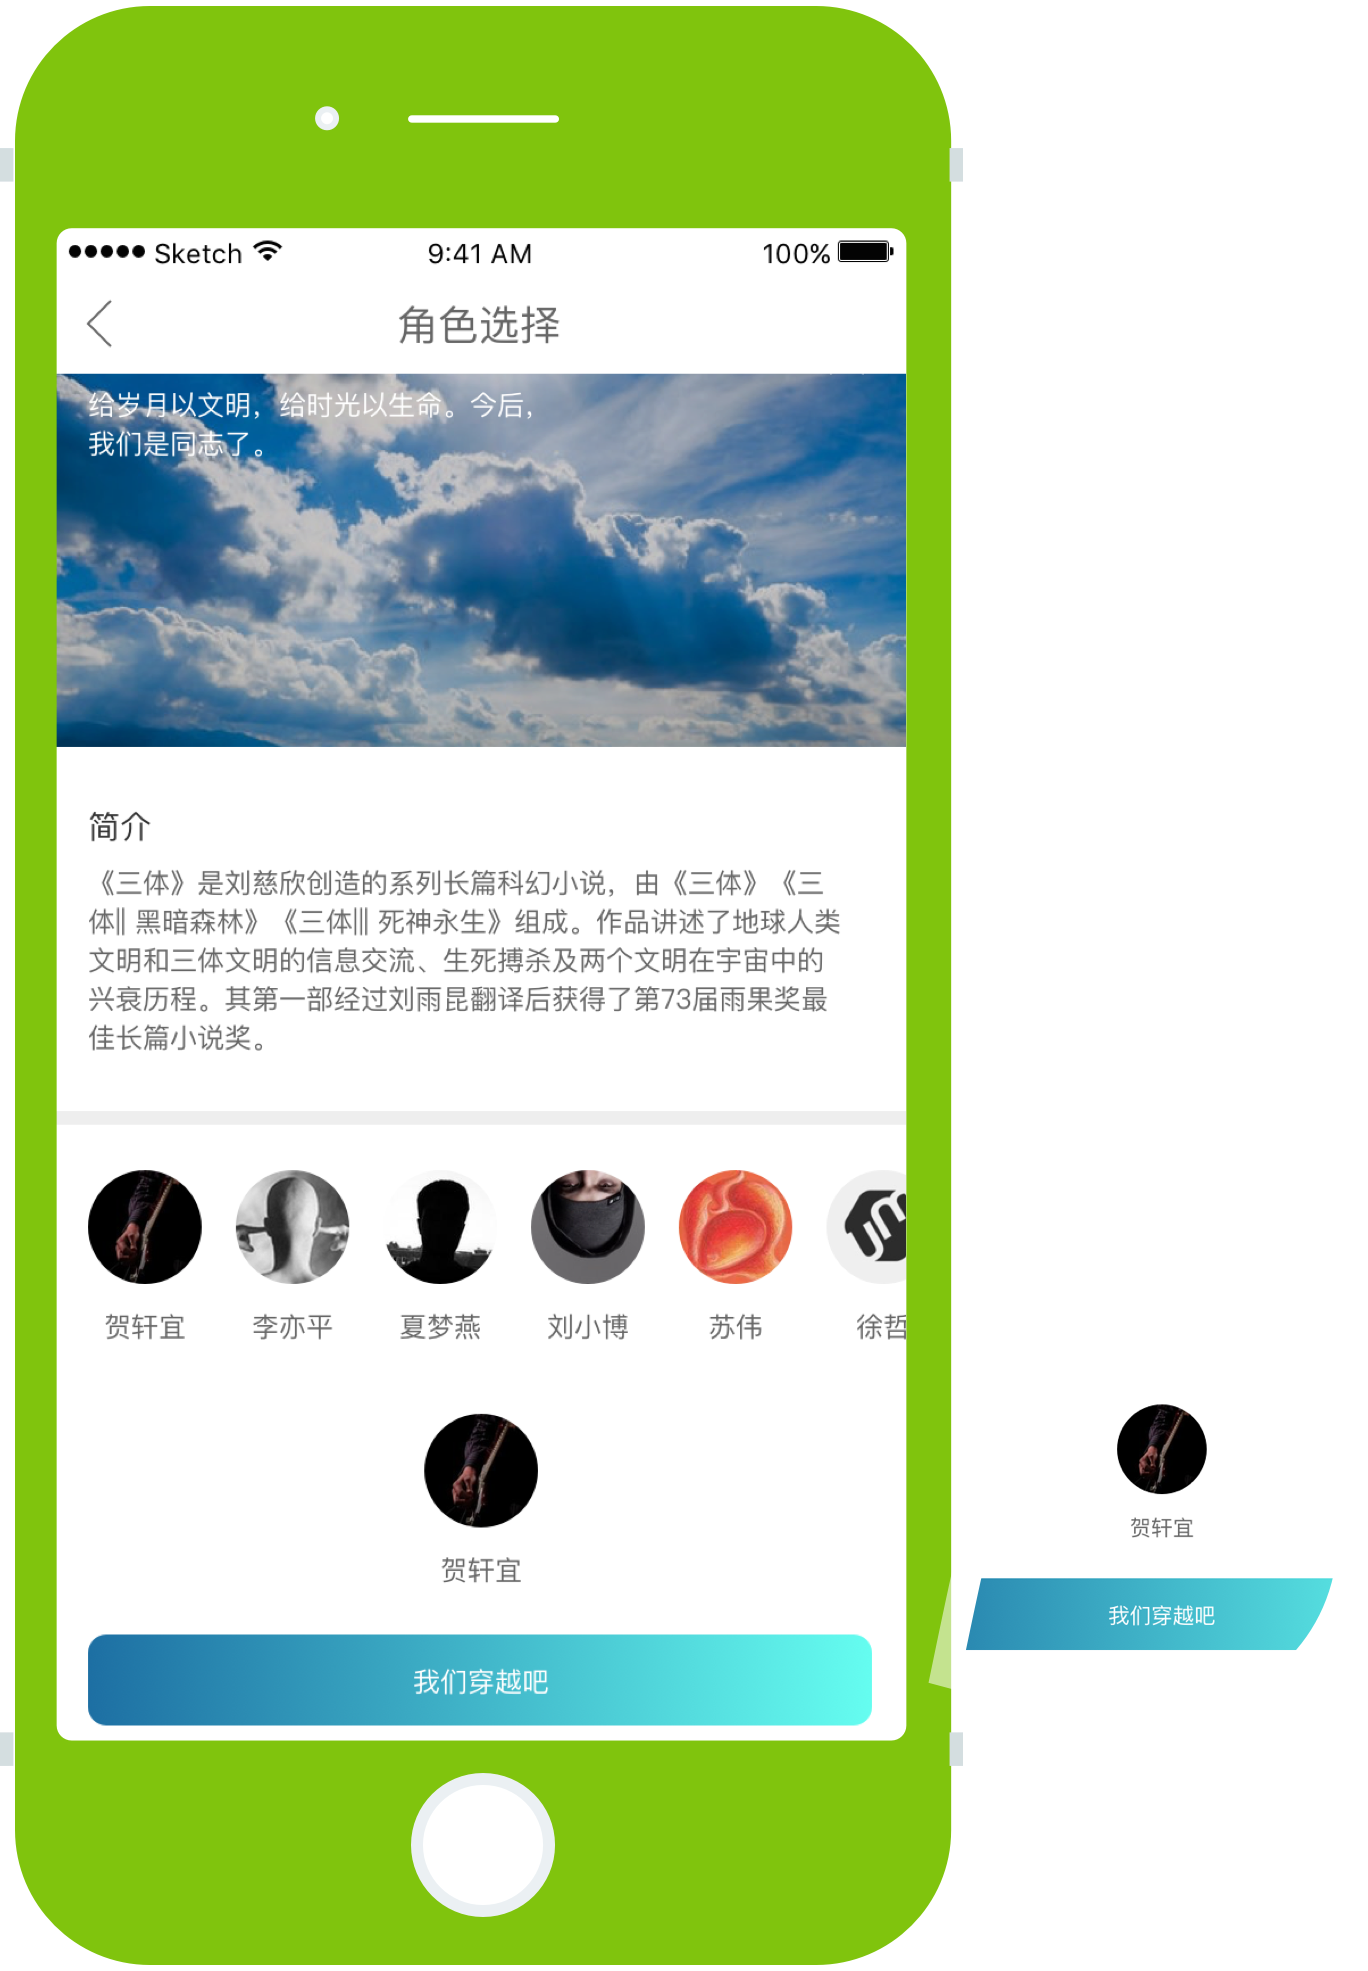 Sketch 9:41 AM 100%
角色选择
给岁月以文明，给时光以生命。今后，
我们是同志了。
简介
《三体》是刘慈欣创造的系列长篇科幻小说，由《三体》《三
体|| 黑暗森林》《三体||| 死神永生》组成。作品讲述了地球人类
文明和三体文明的信息交流、生死搏杀及两个文明在宇宙中的
兴衰历程。其第一部经过刘雨昆翻译后获得了第73届雨果奖最
佳长篇小说奖。
贺轩宜 李亦平 夏梦燕 刘小博 苏伟 徐哲
贺轩宜
我们穿越吧
贺轩宜
我们穿越吧